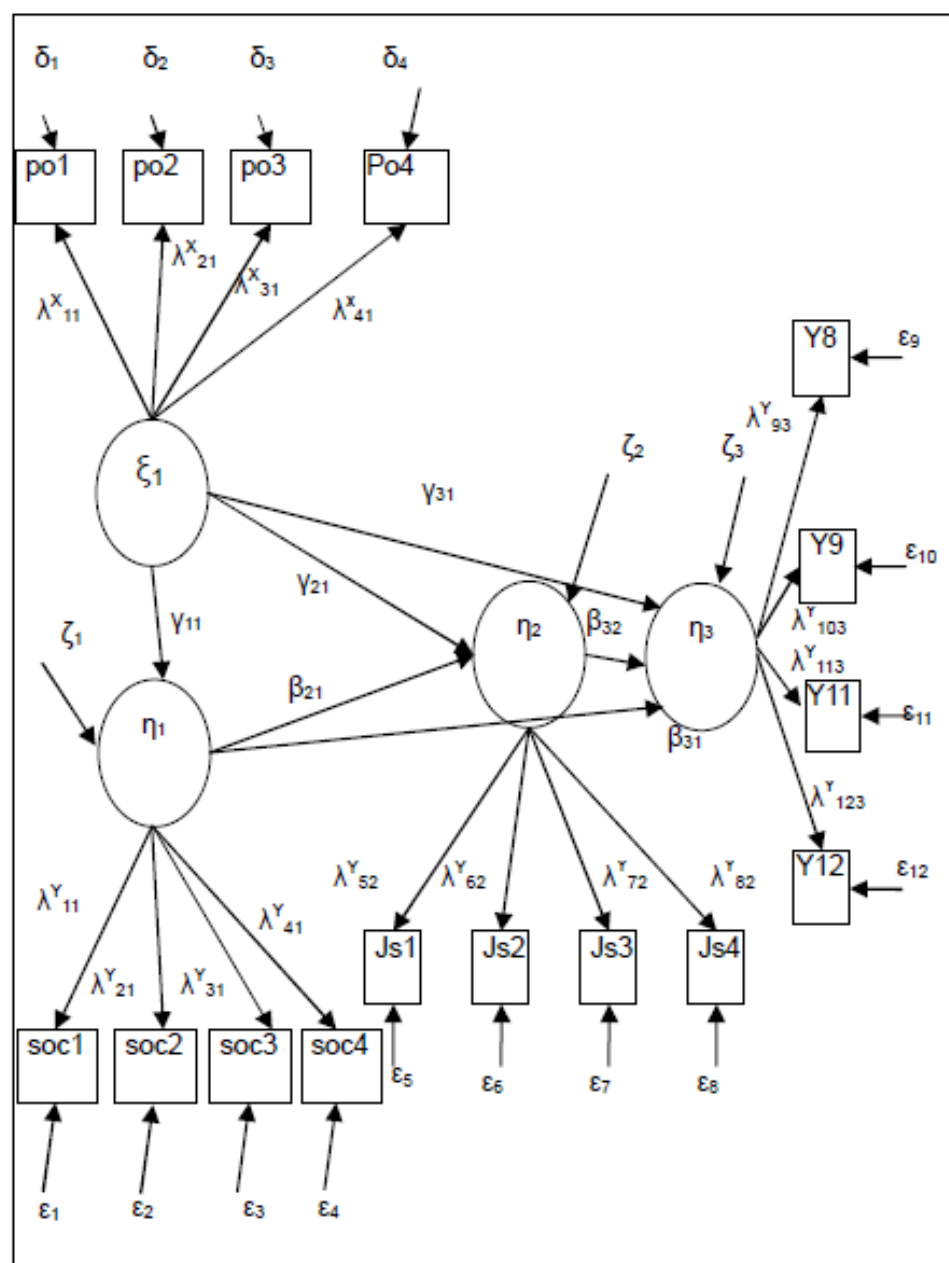 δ₁ δ₂ δ₃ δ₄
po1 po2 po3 Po4
λˣ₁₁ λˣ₂₁ λˣ₃₁ λˣ₄₁
Y8 ε₉
λʸ₉₃
ξ₁
γ₃₁ ζ₂ ζ₃
Y9 ε₁₀
γ₂₁
λʸ₁₀₃
ζ₁ γ₁₁
η₂ β₃₂ η₃
λʸ₁₁₃
Y11 ε₁₁
β₂₁
η₁
β₃₁
λʸ₁₂₃
Y12 ε₁₂
λʸ₅₂ λʸ₆₂ λʸ₇₂ λʸ₈₂
λʸ₁₁ λʸ₄₁
Js1 Js2 Js3 Js4
λʸ₂₁ λʸ₃₁
soc1 soc2 soc3 soc4
ε₅ ε₆ ε₇ ε₈
ε₁ ε₂ ε₃ ε₄